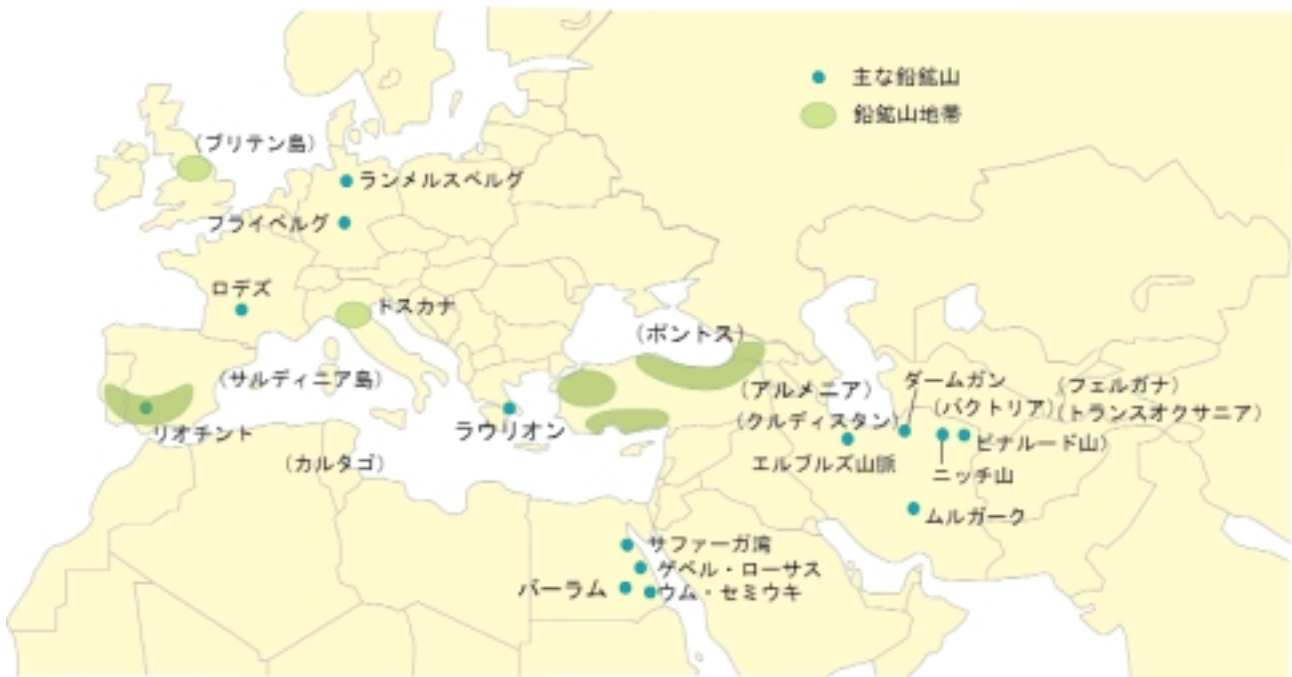 主な鉛鉱山
鉛鉱山地帯
(ブリテン島)
ランメルスベルグ
フライベルグ
ロデズ
トスカナ
(ポントス)
(サルディニア島)
(アルメニア)
ダームガン
(フェルガナ)
(クルディスタン)
(バクトリア)
(トランスオクサニア)
リオチント
ラウリオン
ビナルード山)
(カルタゴ)
エルブルズ山脈
ニッチ山
ムルガーク
サファーガ湾
ゲベル・ローサス
バーラム
ウム・セミウキ